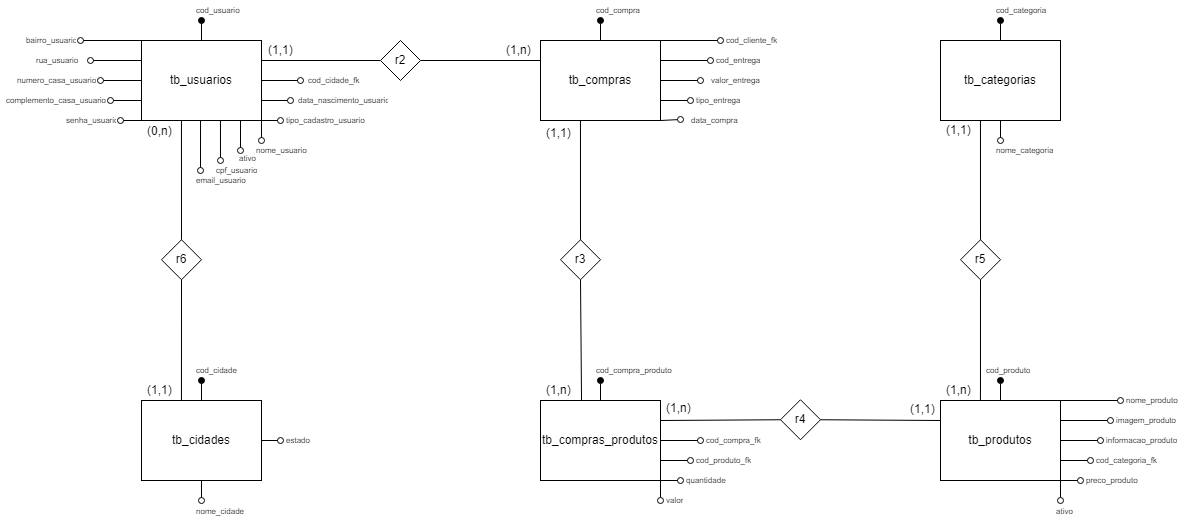 cod_usuario
cod_compra
cod_categoria
bairro_usuario
(1,1)
(1,n)
cod_cliente_fk
rua_usuario
r2
cod_entrega
numero_casa_usuario
tb_usuarios
cod_cidade_fk
tb_compras
valor_entrega
tb_categorias
complemento_casa_usuario
data_nascimento_usuario
tipo_entrega
senha_usuario
tipo_cadastro_usuario
data_compra
(0,n)
(1,1)
(1,1)
nome_usuario
nome_categoria
ativo
cpf_usuario
email_usuario
r6
r3
r5
cod_cidade
cod_compra_produto
cod_produto
(1,1)
(1,n)
(1,n)
nome_produto
(1,n)
(1,1)
r4
imagem_produto
tb_cidades
estado
tb_compras_produtos
cod_compra_fk
tb_produtos
informacao_produto
cod_produto_fk
cod_categoria_fk
quantidade
preco_produto
valor
nome_cidade
ativo